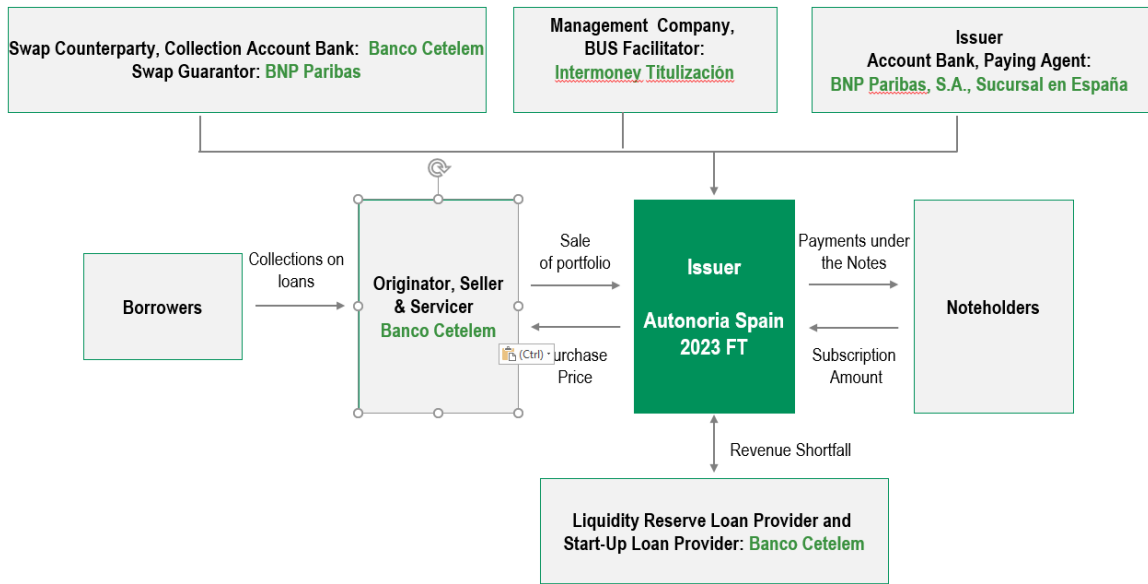 Swap Counterparty, Collection Account Bank: Banco Cetelem
Swap Guarantor: BNP Paribas
Management Company,
BUS Facilitator:
Intermoney Titulización
Issuer
Account Bank, Paying Agent:
BNP Paribas, S.A., Sucursal en España
Borrowers
Collections on
loans
Originator, Seller
& Servicer
Banco Cetelem
Sale
of portfolio
(Ctrl)
urchase
Price
Issuer
Autonoria Spain
2023 FT
Payments under
the Notes
Subscription
Amount
Noteholders
Revenue Shortfall
Liquidity Reserve Loan Provider and
Start-Up Loan Provider: Banco Cetelem